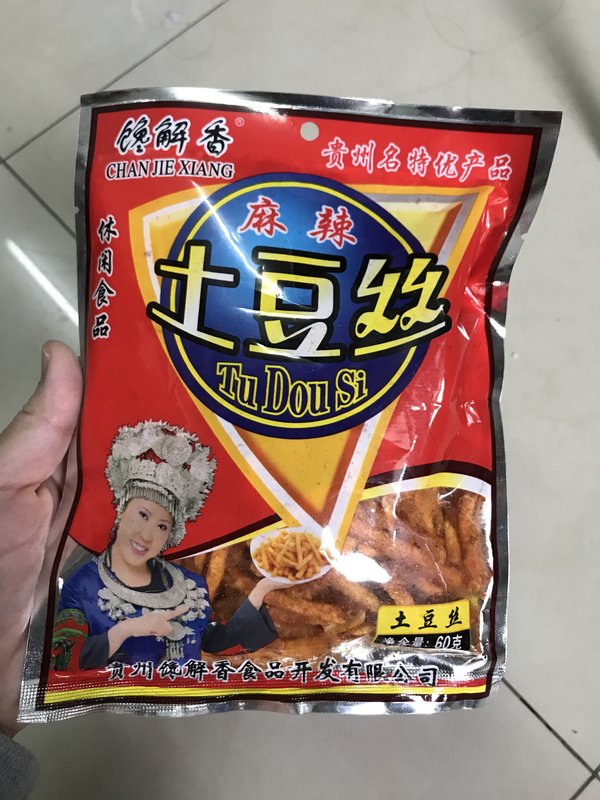 馋解香®
CHAN JIE XIANG
贵州名特优产品
休闲食品
麻辣
土豆丝
Tu Dou Si
土豆丝
净含量：60克
贵州馋解香食品开发有限公司